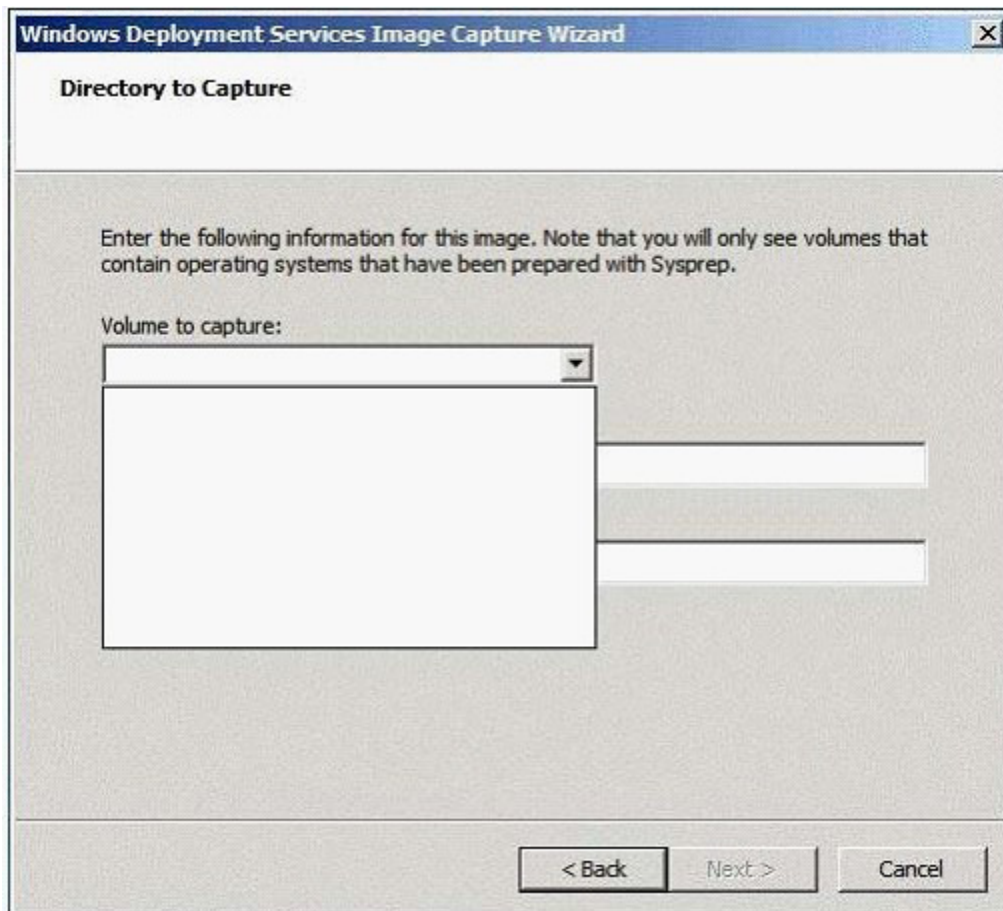 Windows Deployment Services Image Capture Wizard
Directory to Capture
Enter the following information for this image. Note that you will only see volumes that
contain operating systems that have been prepared with Sysprep.
Volume to capture:
< Back
Next >
Cancel